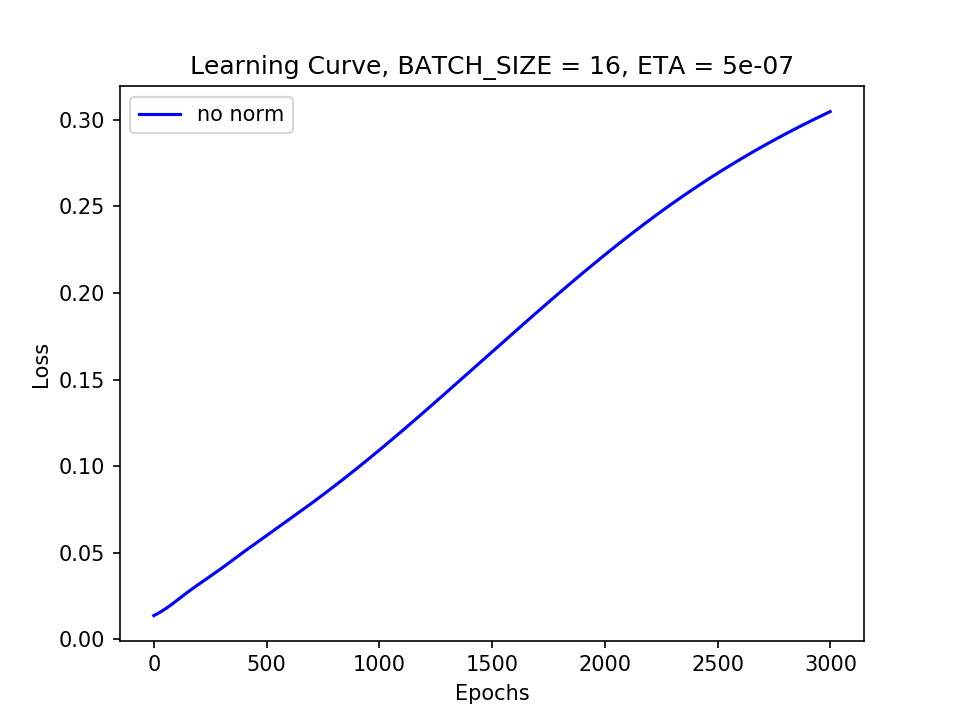 Learning Curve, BATCH_SIZE = 16, ETA = 5e-07
no norm
0.30
0.25
0.20
0.15
0.10
0.05
0.00
Loss
0 500 1000 1500 2000 2500 3000
Epochs